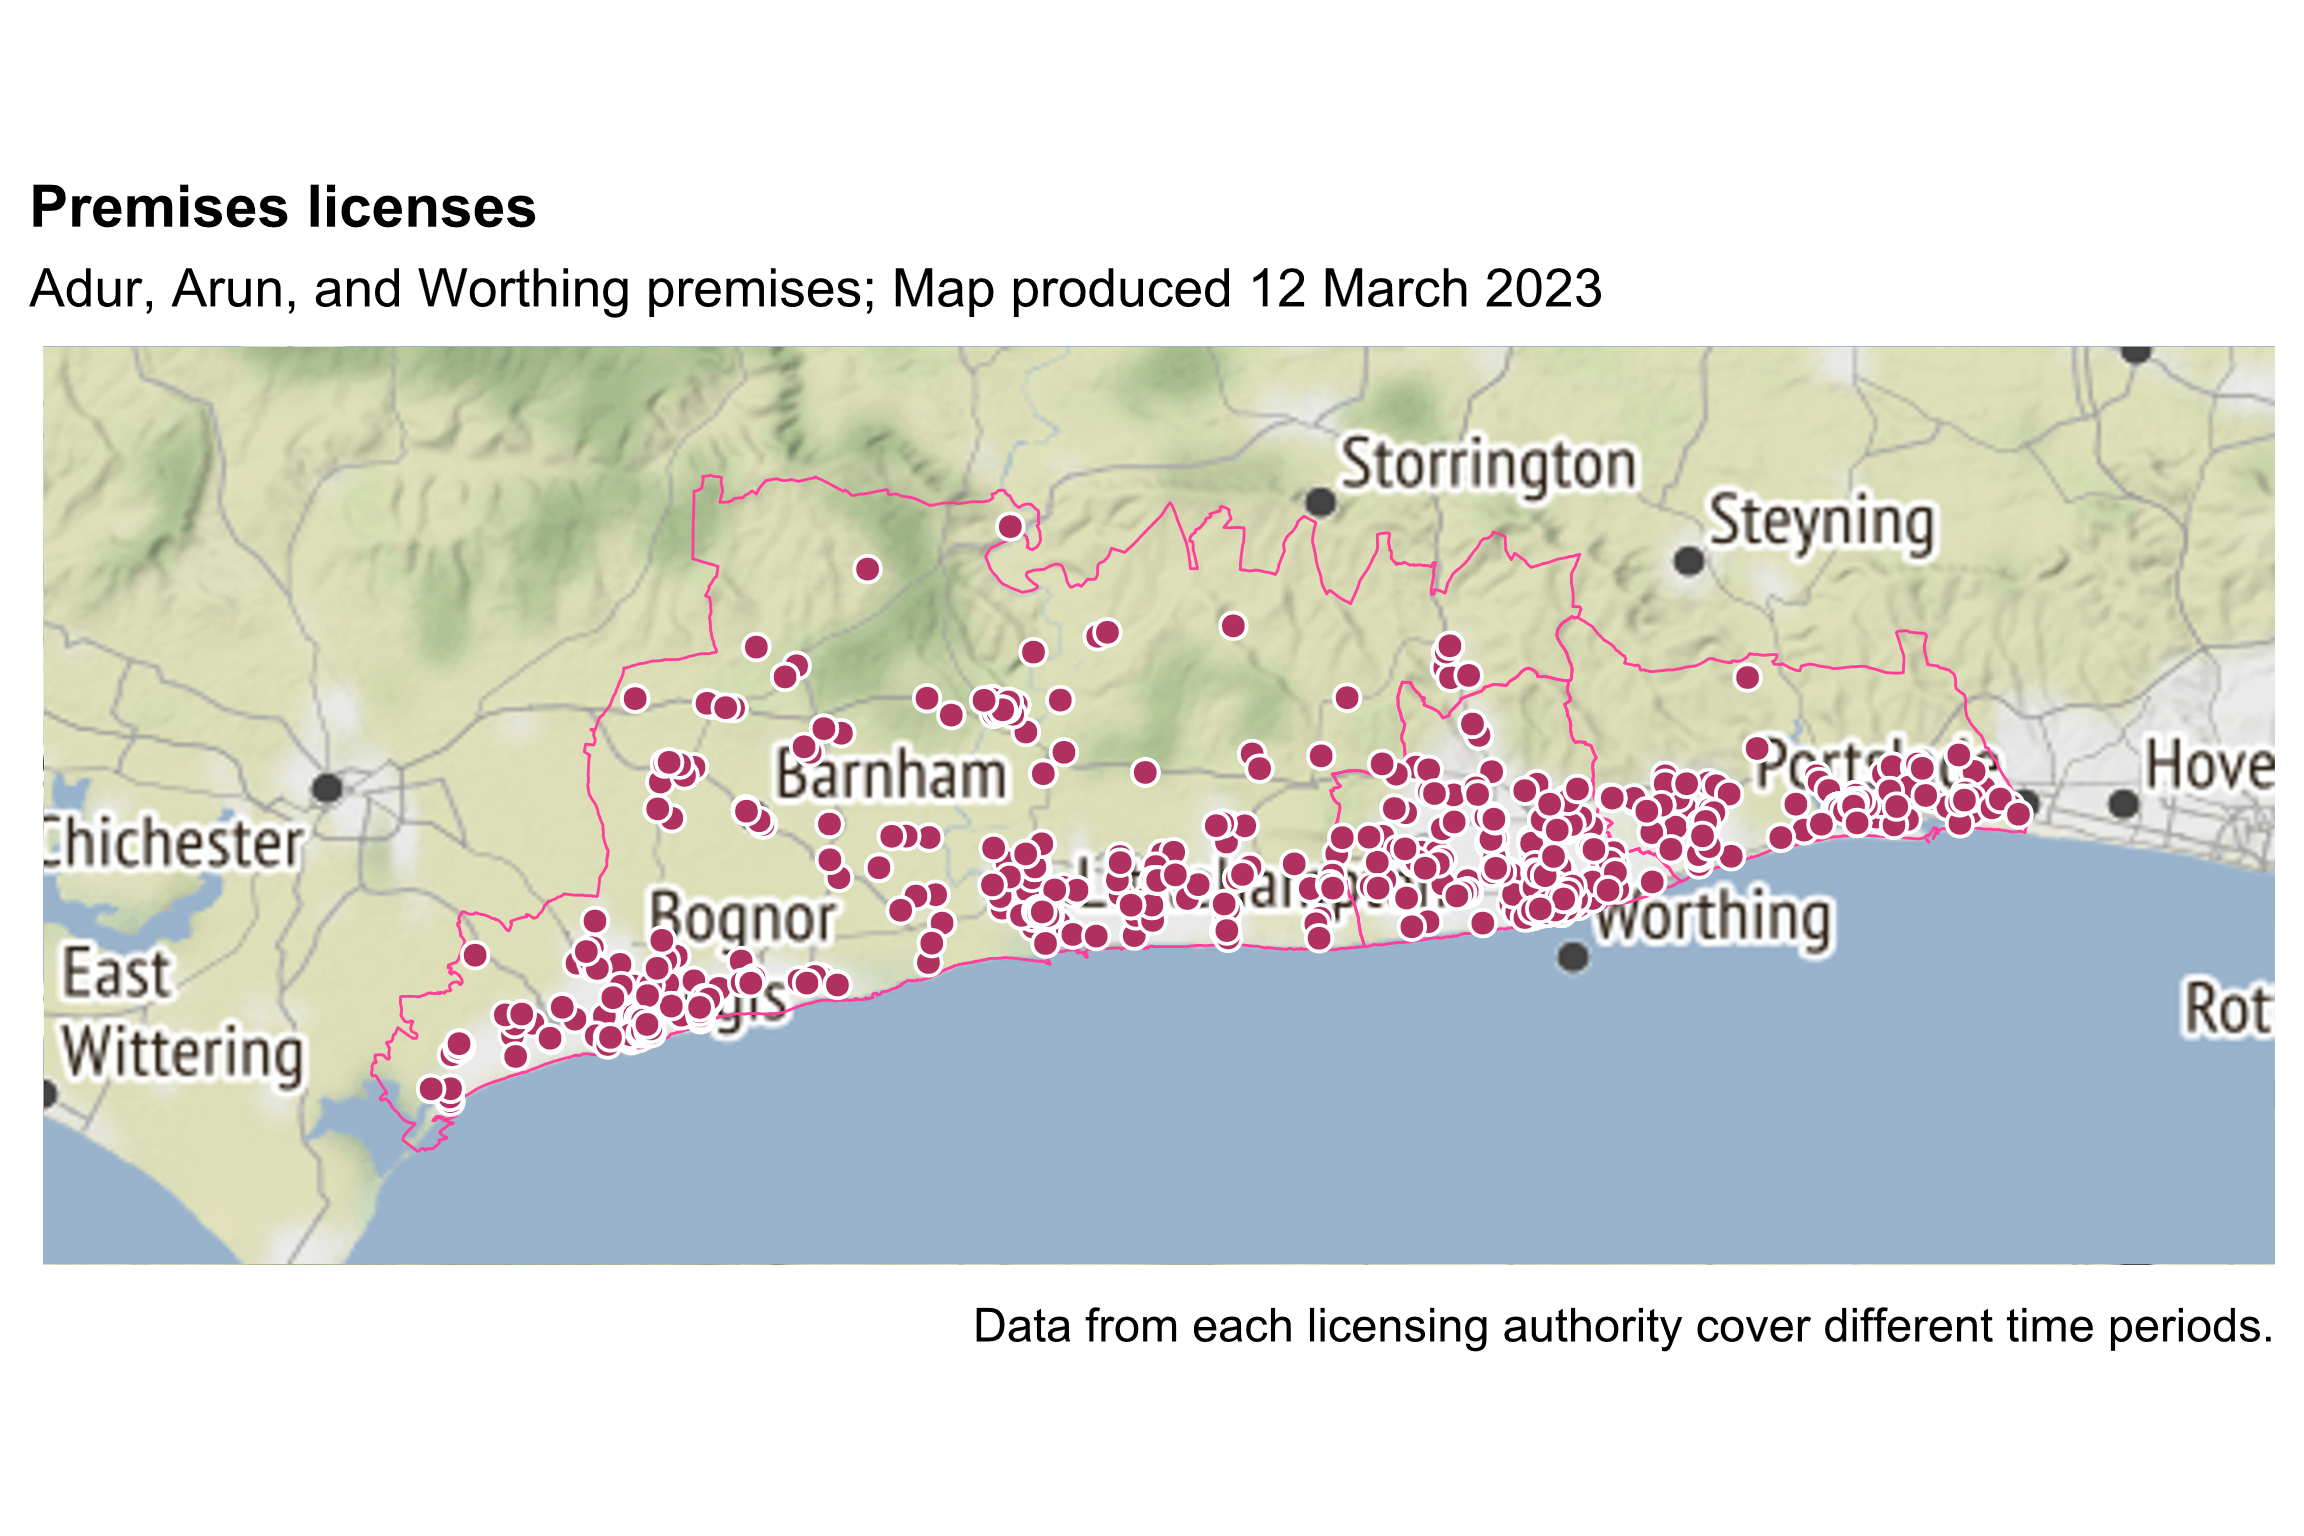 Premises licenses
Adur, Arun, and Worthing premises; Map produced 12 March 2023
Storrington
Steyning
Barnham
Hove
Chichester
Bognor
Worthing
East
Wittering
Data from each licensing authority cover different time periods.